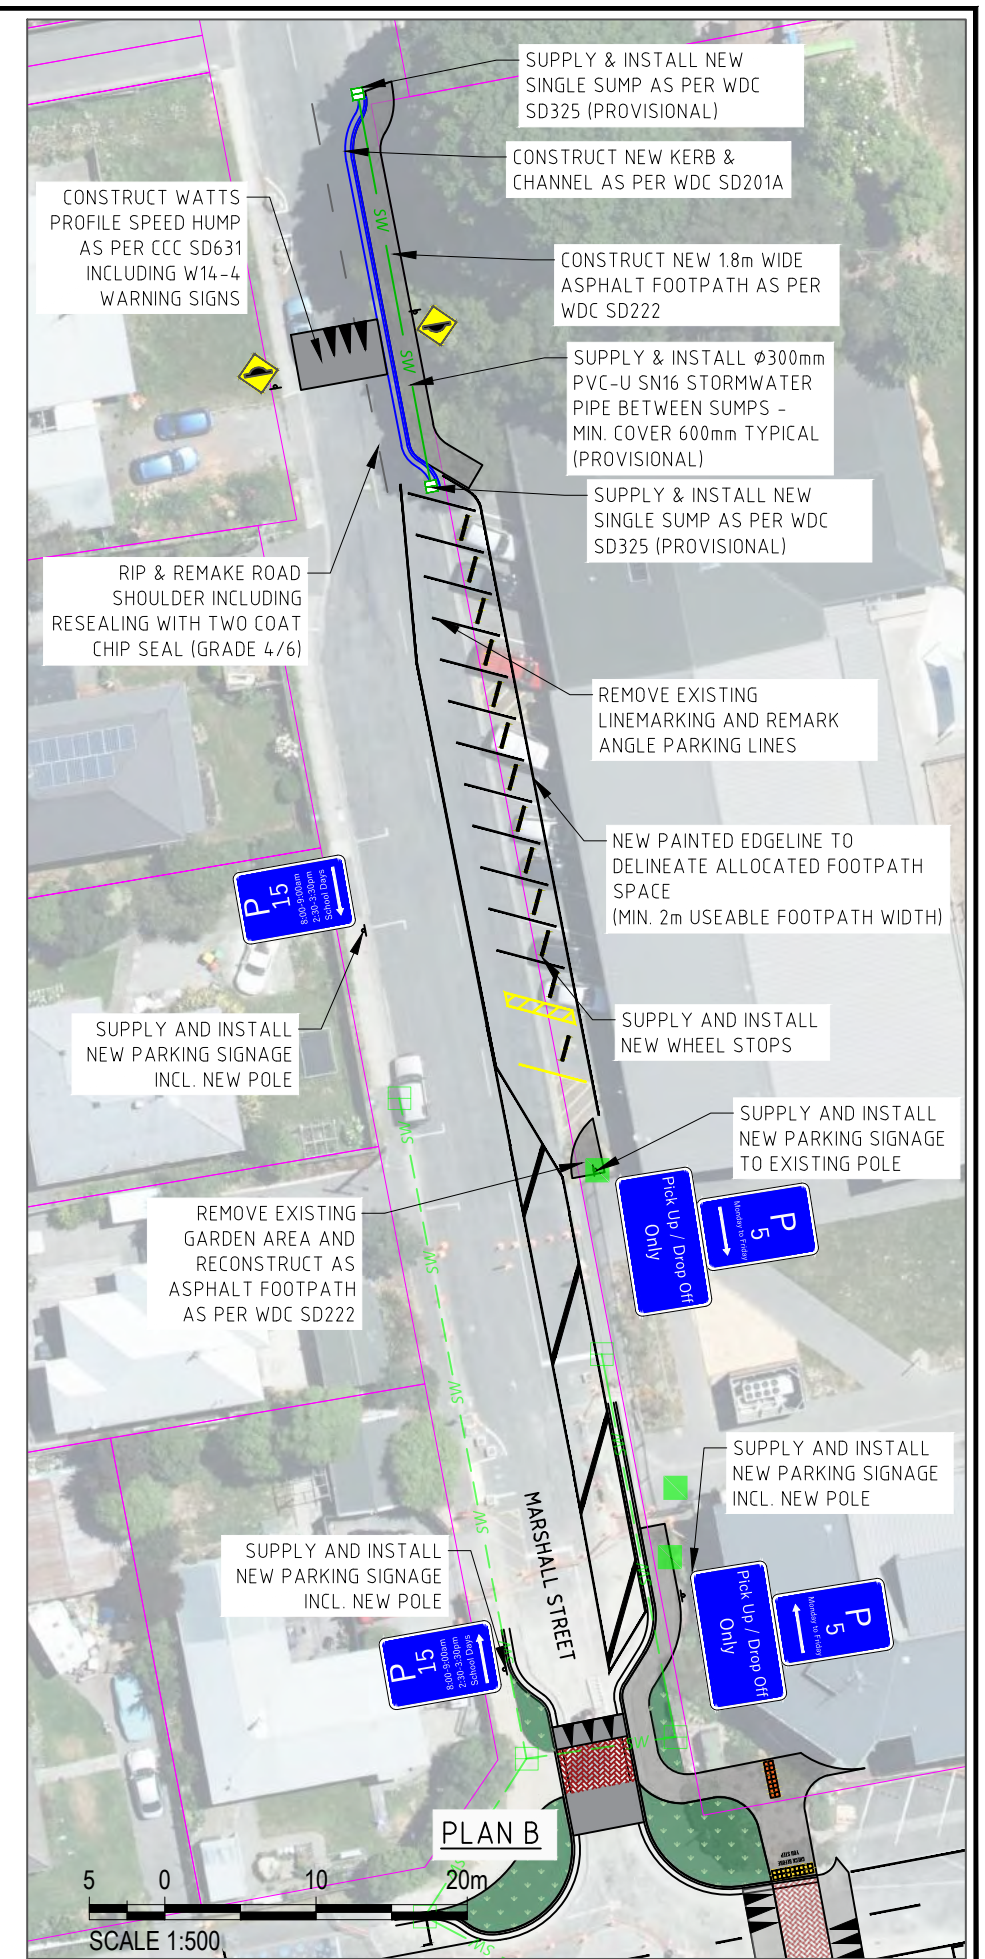 SUPPLY & INSTALL NEW
SINGLE SUMP AS PER WDC
SD325 (PROVISIONAL)
CONSTRUCT NEW KERB &
CHANNEL AS PER WDC SD201A
CONSTRUCT WATTS
PROFILE SPEED HUMP
AS PER CCC SD631
INCLUDING W14-4
WARNING SIGNS
SW
CONSTRUCT NEW 1.8m WIDE
ASPHALT FOOTPATH AS PER
WDC SD222
SW
SUPPLY & INSTALL Ø300mm
PVC-U SN16 STORMWATER
PIPE BETWEEN SUMPS -
MIN. COVER 600mm TYPICAL
(PROVISIONAL)
SUPPLY & INSTALL NEW
SINGLE SUMP AS PER WDC
SD325 (PROVISIONAL)
RIP & REMAKE ROAD
SHOULDER INCLUDING
RESEALING WITH TWO COAT
CHIP SEAL (GRADE 4/6)
REMOVE EXISTING
LINEMARKING AND REMARK
ANGLE PARKING LINES
NEW PAINTED EDGELINE TO
DELINEATE ALLOCATED FOOTPATH
SPACE
(MIN. 2m USEABLE FOOTPATH WIDTH)
P
15
8:00-9:00am
2:30-3:30pm
School Days
SUPPLY AND INSTALL
NEW PARKING SIGNAGE
INCL. NEW POLE
SUPPLY AND INSTALL
NEW WHEEL STOPS
SW
SUPPLY AND INSTALL
NEW PARKING SIGNAGE
TO EXISTING POLE
Pick Up / Drop Off
Only
P
5
Monday to Friday
REMOVE EXISTING
GARDEN AREA AND
RECONSTRUCT AS
ASPHALT FOOTPATH
AS PER WDC SD222
SW
SW
SW
SW
SUPPLY AND INSTALL
NEW PARKING SIGNAGE
INCL. NEW POLE
MARSHALL STREET
SUPPLY AND INSTALL
NEW PARKING SIGNAGE
INCL. NEW POLE
SW
Pick Up / Drop Off
Only
P
5
Monday to Friday
P
15
8:00-9:00am
2:30-3:30pm
School Days
SW
PLAN B
SW
SW
5 0 10 20m
SCALE 1:500